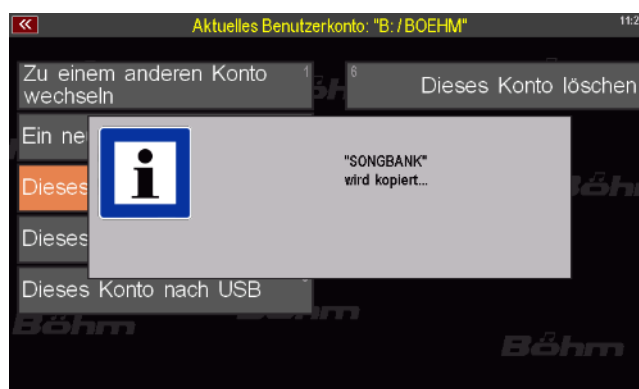 Aktuelles Benutzerkonto: "B:/BOEHM"
11:2
Zu einem anderen Konto wechseln
1
6
Dieses Konto löschen
Ein ne
Dieses
Dieses
Dieses Konto nach USB
"SONGBANK"
wird kopiert...
Böhm
Böhm